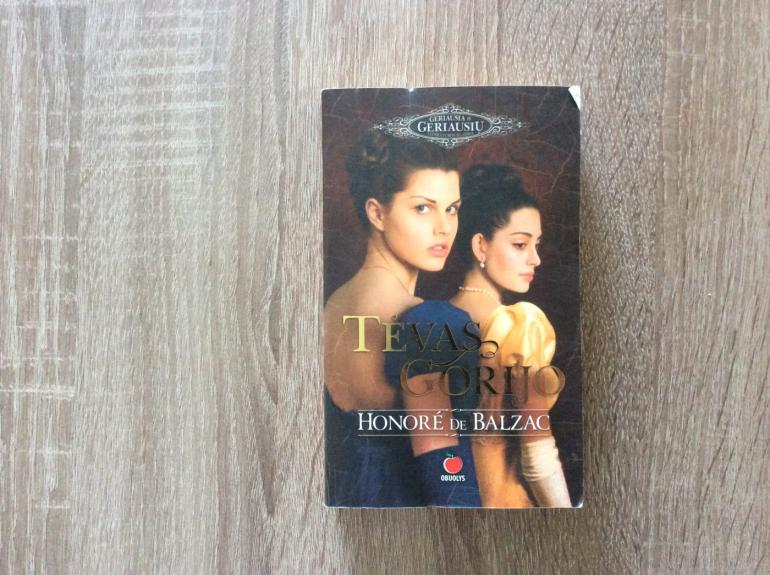 GERIAUSIA iš
GERIAUSIŲ
TĖVAS
GORIJO
HONORÉ DE BALZAC
OBUOLYS